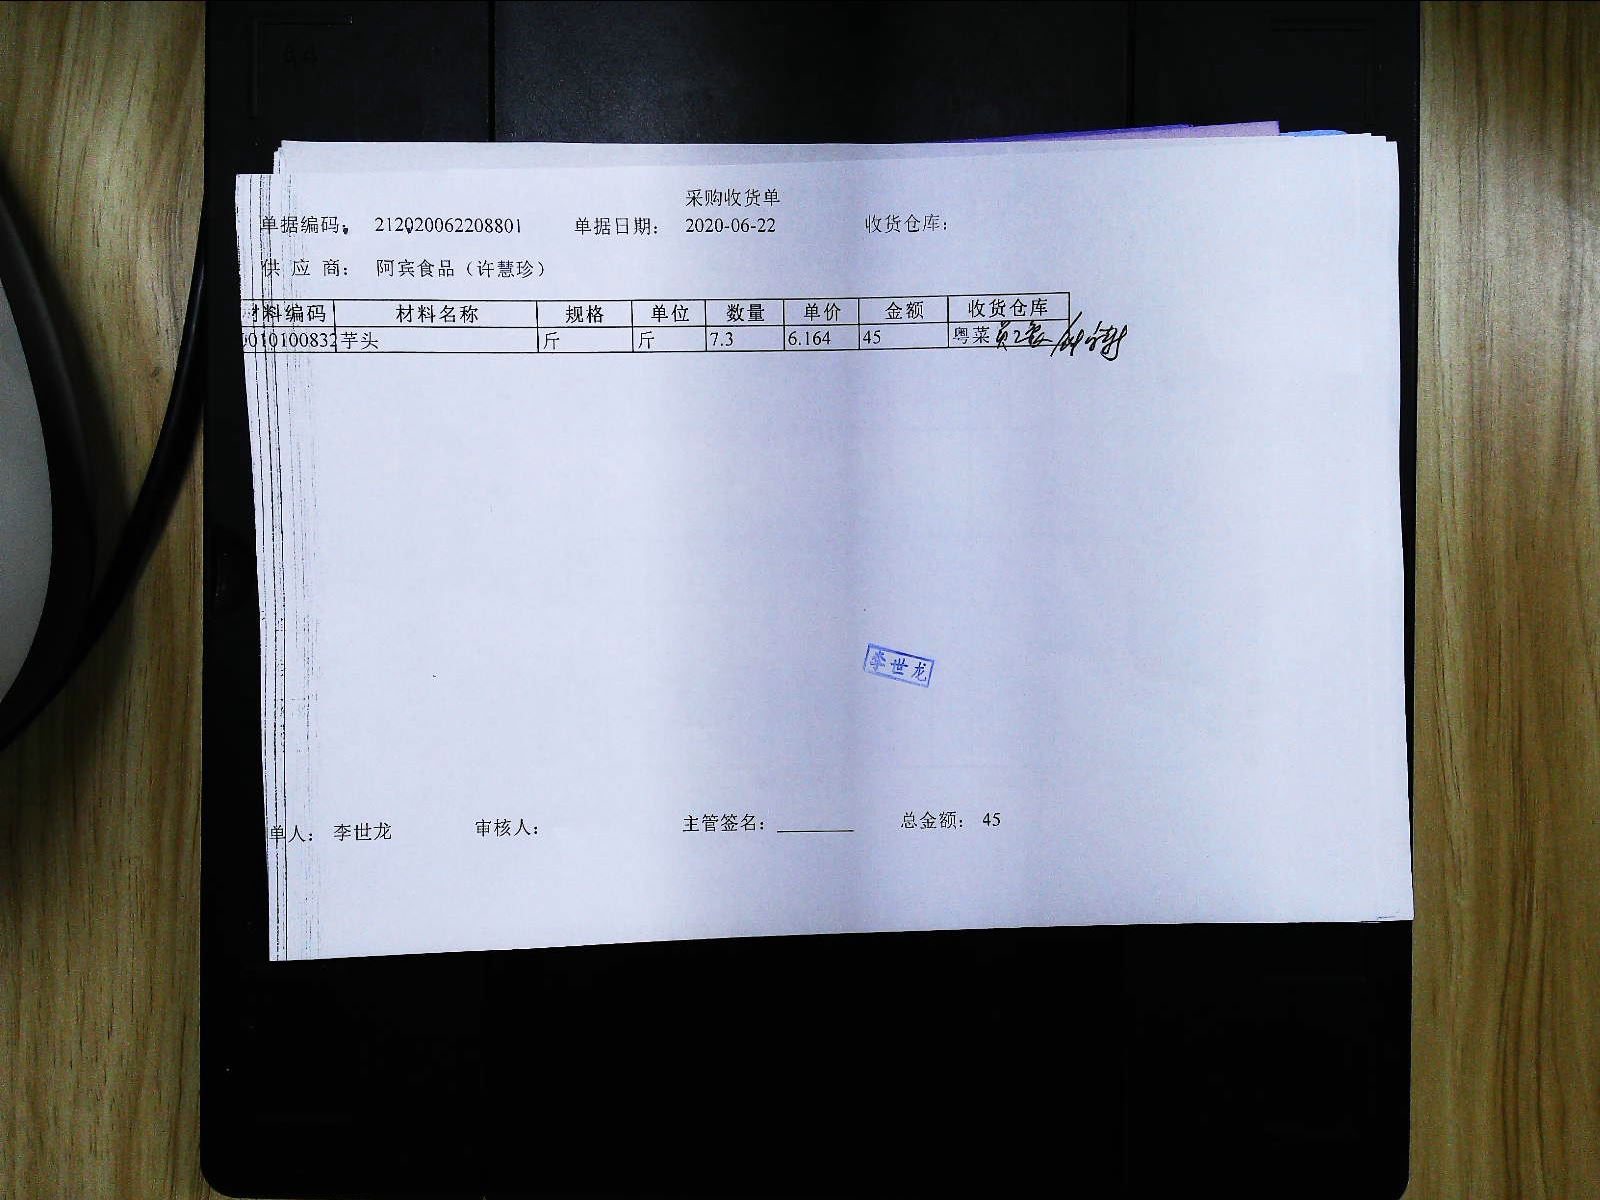 采购收货单
单据编码： 212020062208801 单据日期： 2020-06-22 收货仓库：
供 应 商： 阿宾食品（许慧珍）
材料编码 材料名称 规格 单位 数量 单价 金额 收货仓库
0010100832 芋头 斤 斤 7.3 6.164 45 粤菜
李世龙
单人： 李世龙 审核人： 主管签名： 总金额： 45